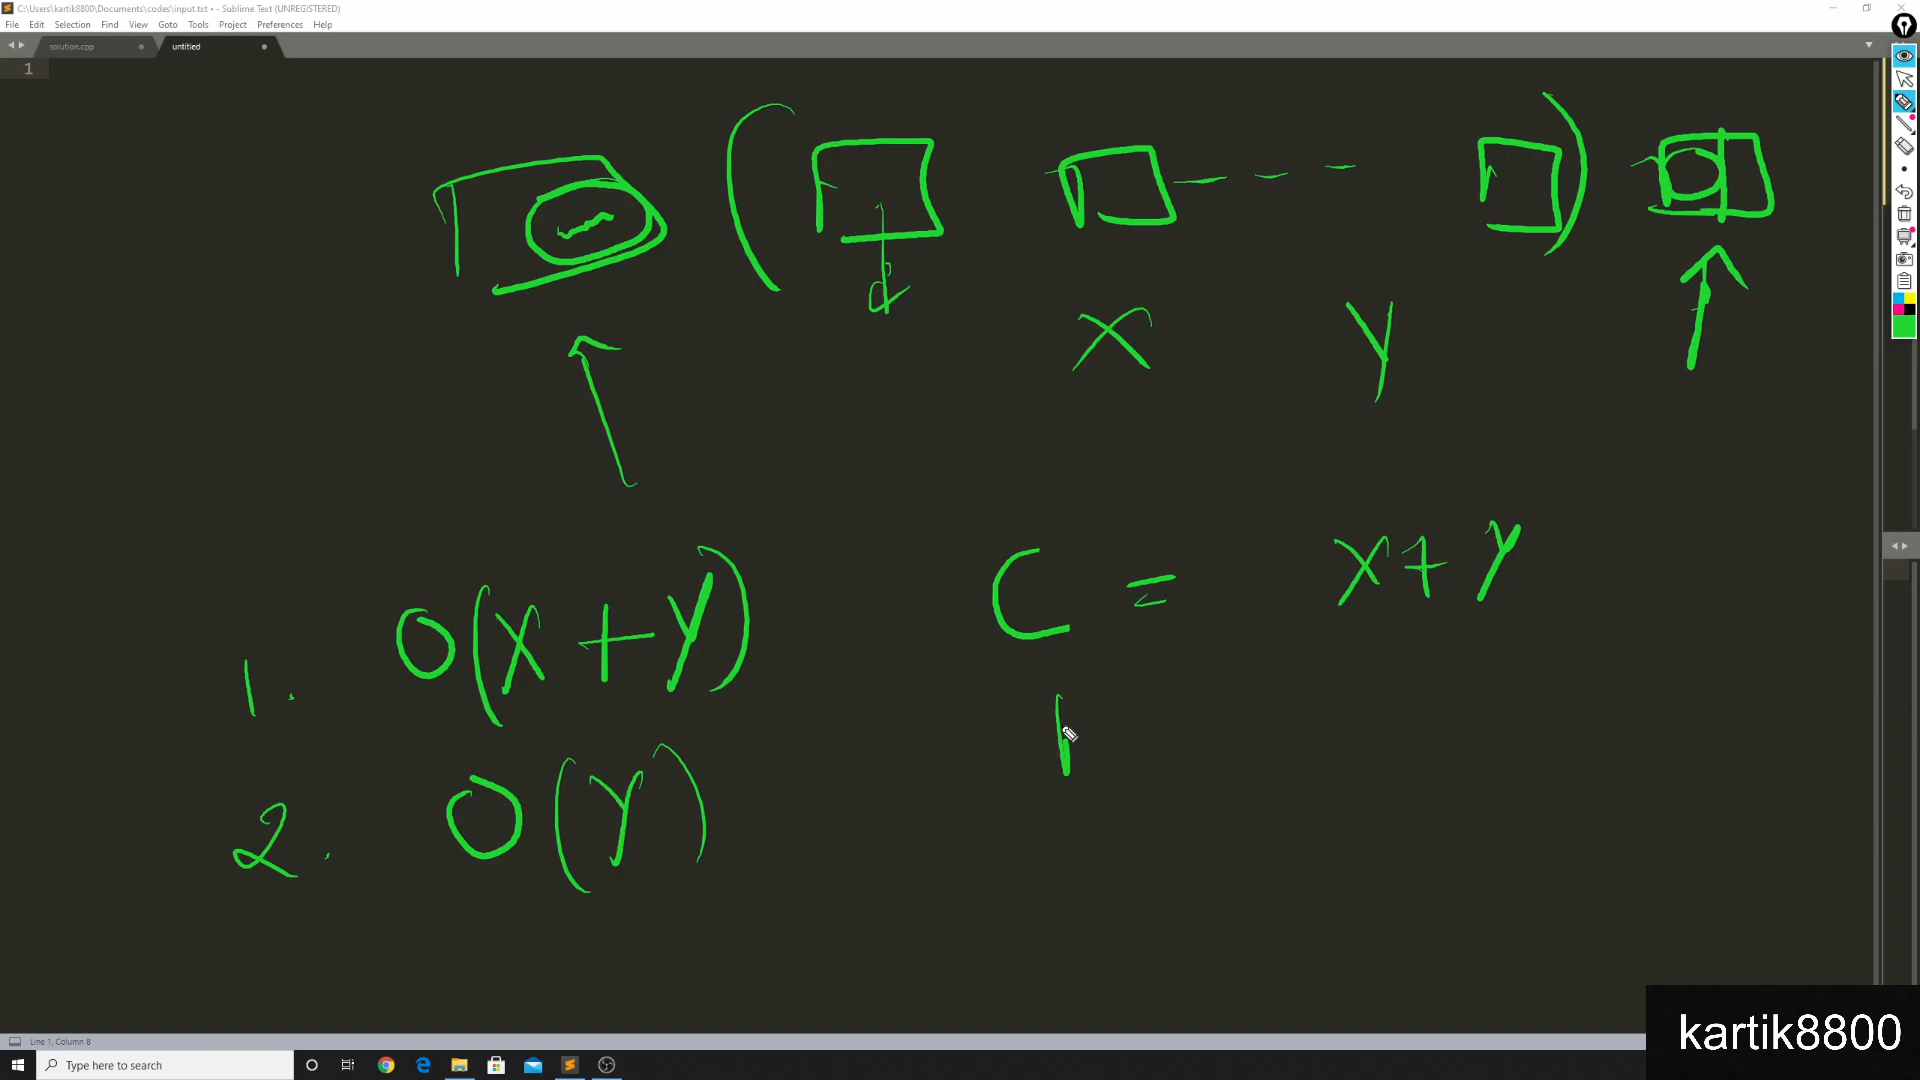 C:\Users\kartik8800\Documents\codes\input.txt • - Sublime Text (UNREGISTERED)
File Edit Selection Find View Goto Tools Project Preferences Help
solution.cpp untitled
1
d
X Y
C = X+Y
1. O(X+Y)
2. O(Y)
kartik8800
Line 1, Column 8
Type here to search